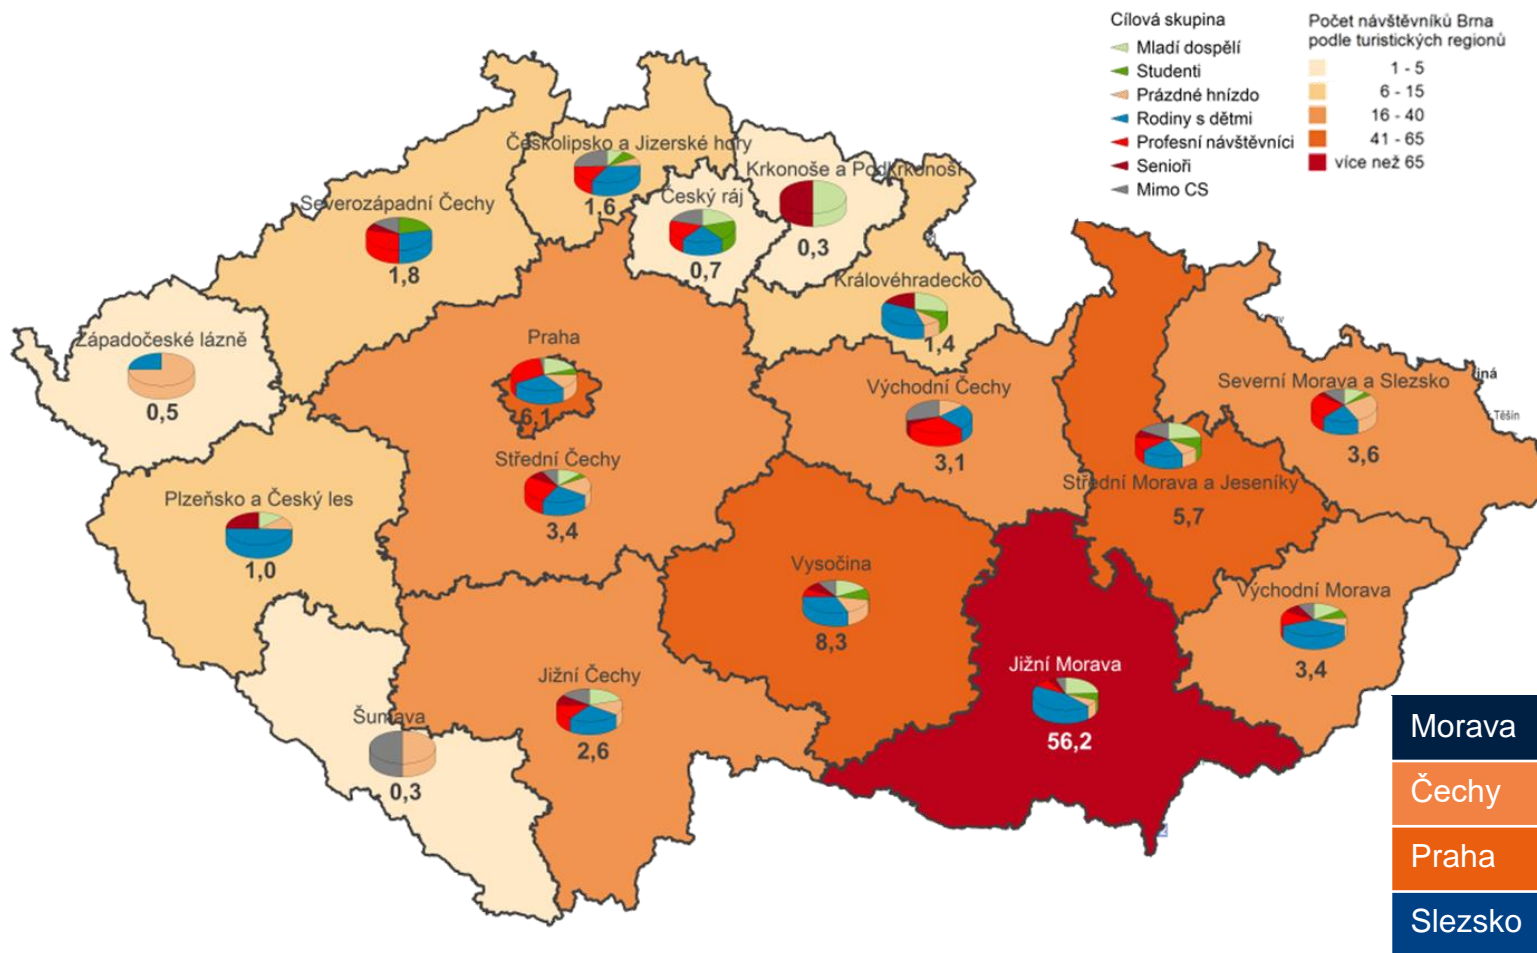 Cílová skupina
Mladí dospělí
Studenti
Prázdné hnízdo
Rodiny s dětmi
Profesní návštěvníci
Senioři
Mimo CS
Počet návštěvníků Brna
podle turistických regionů
1 - 5
6 - 15
16 - 40
41 - 65
více než 65
Českolipsko a Jizerské hory
1,6
Krkonoše a Podkrkonoší
0,3
Český ráj
0,7
Severozápadní Čechy
1,8
Královéhradecko
1,4
Západočeské lázně
0,5
Praha
6,1
Východní Čechy
3,1
Severní Morava a Slezsko
3,6
iná
Těšín
Střední Čechy
3,4
Střední Morava a Jeseníky
5,7
Plzeňsko a Český les
1,0
Vysočina
8,3
Východní Morava
3,4
Jižní Morava
56,2
Jižní Čechy
2,6
Šumava
0,3
Morava
Čechy
Praha
Slezsko